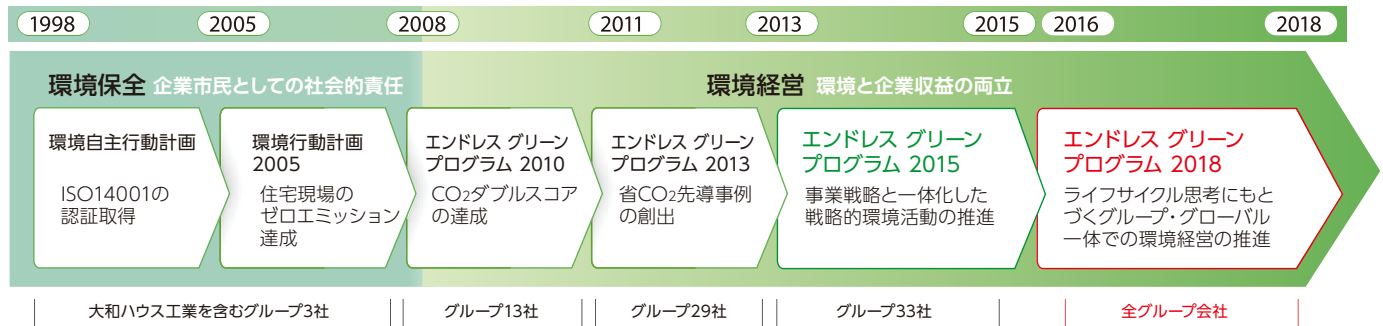 1998 2005 2008 2011 2013 2015 2016 2018
環境保全 企業市民としての社会的責任
環境経営 環境と企業収益の両立
環境自主行動計画
ISO14001の
認証取得
環境行動計画
2005
住宅現場の
ゼロエミッション
達成
エンドレス グリーン
プログラム 2010
CO₂ダブルスコア
の達成
エンドレス グリーン
プログラム 2013
省CO₂先導事例
の創出
エンドレス グリーン
プログラム 2015
事業戦略と一体化した
戦略的環境活動の推進
エンドレス グリーン
プログラム 2018
ライフサイクル思考にもと
づくグループ・グローバル
一体での環境経営の推進
大和ハウス工業を含むグループ3社
グループ13社
グループ29社
グループ33社
全グループ会社